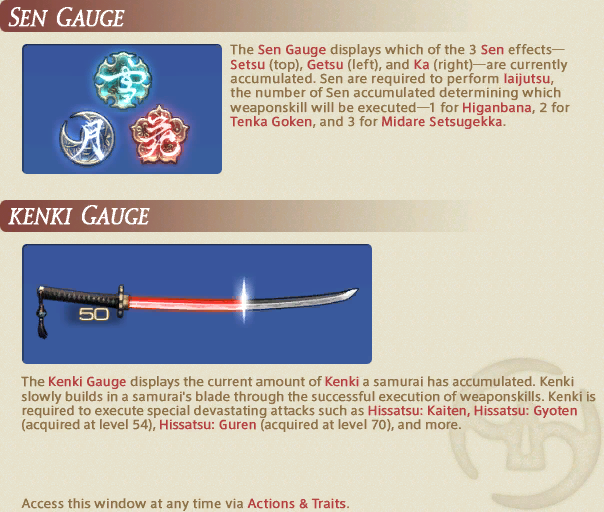 SEN GAUGE
雪
月
花
The Sen Gauge displays which of the 3 Sen effects—
Setsu (top), Getsu (left), and Ka (right)—are currently
accumulated. Sen are required to perform Iaijutsu,
the number of Sen accumulated determining which
weaponskill will be executed—1 for Higanbana, 2 for
Tenka Goken, and 3 for Midare Setsugekka.
KENKI GAUGE
50
The Kenki Gauge displays the current amount of Kenki a samurai has accumulated. Kenki
slowly builds in a samurai's blade through the successful execution of weaponskills. Kenki is
required to execute special devastating attacks such as Hissatsu: Kaiten, Hissatsu: Gyoten
(acquired at level 54), Hissatsu: Guren (acquired at level 70), and more.
Access this window at any time via Actions & Traits.